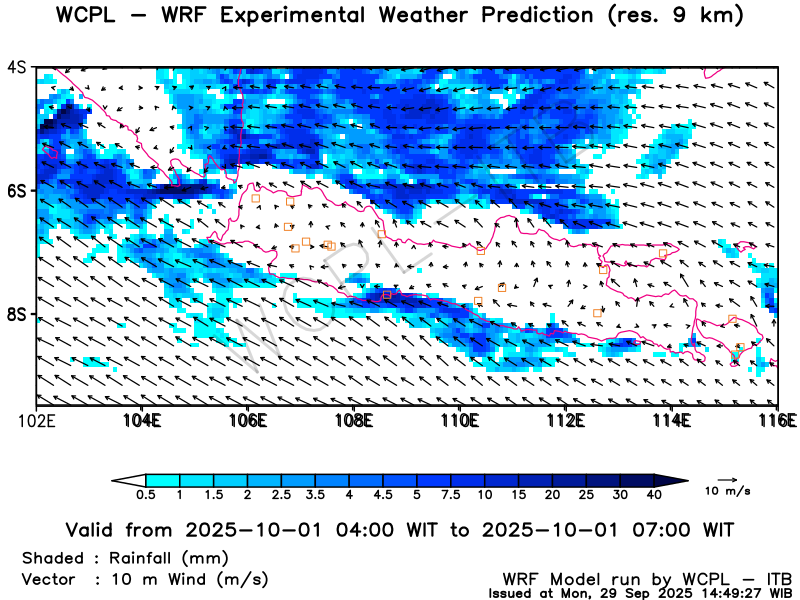 WCPL – WRF Experimental Weather Prediction (res. 9 km)
4S
6S
8S
102E 104E 106E 108E 110E 112E 114E 116E
WCPL-ITB
0.5 1 1.5 2 2.5 3.5 4 4.5 5 7.5 10 15 20 25 30 40
10 m/s
Valid from 2025-10-01 04:00 WIT to 2025-10-01 07:00 WIT
Shaded : Rainfall (mm)
Vector : 10 m Wind (m/s)
WRF Model run by WCPL – ITB
Issued at Mon, 29 Sep 2025 14:49:27 WIB